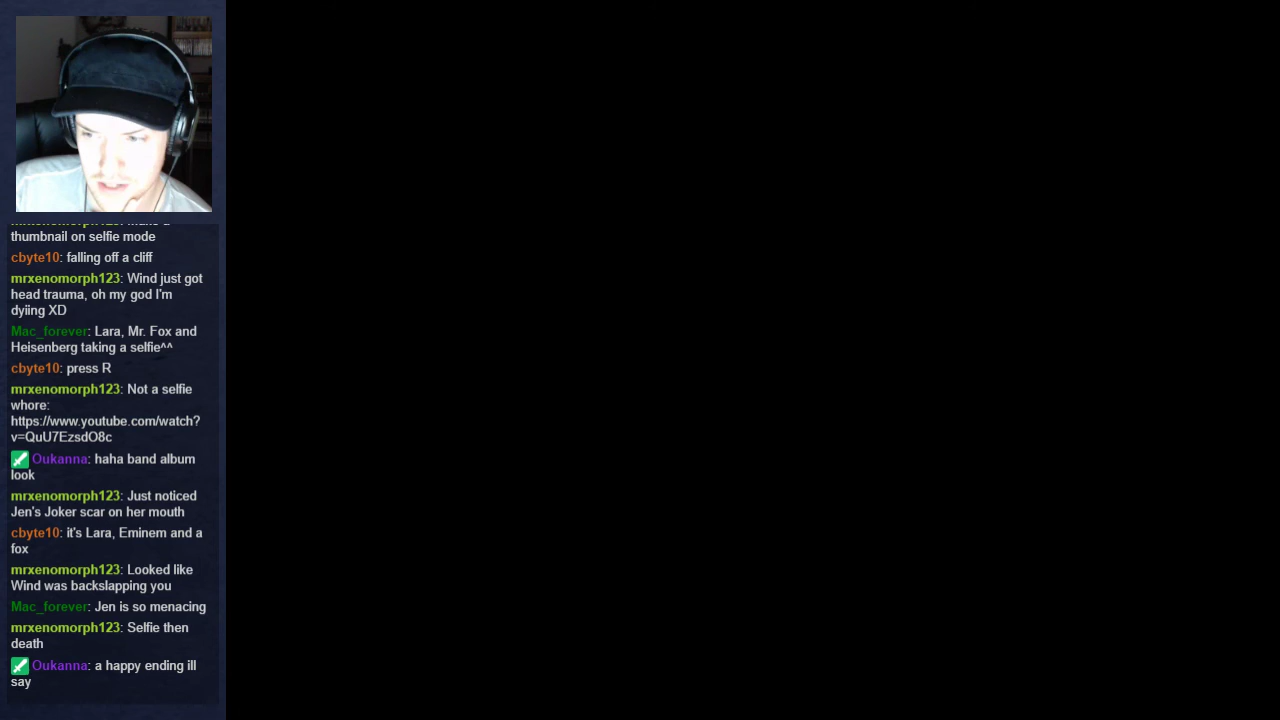 thumbnail on selfie mode
cbyte10: falling off a cliff
mrxenomorph123: Wind just got
head trauma, oh my god I'm
dyiing XD
Mac_forever: Lara, Mr. Fox and
Heisenberg taking a selfie^^
cbyte10: press R
mrxenomorph123: Not a selfie
whore:
https://www.youtube.com/watch?
v=QuU7EzsdO8c
Oukanna: haha band album
look
mrxenomorph123: Just noticed
Jen's Joker scar on her mouth
cbyte10: it's Lara, Eminem and a
fox
mrxenomorph123: Looked like
Wind was backslapping you
Mac_forever: Jen is so menacing
mrxenomorph123: Selfie then
death
Oukanna: a happy ending ill
say